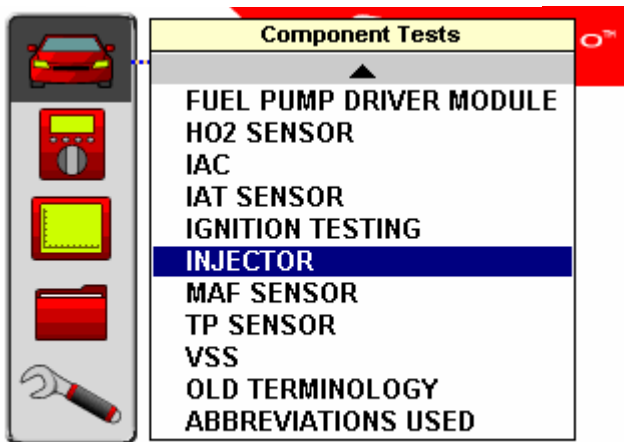 Component Tests
FUEL PUMP DRIVER MODULE
HO2 SENSOR
IAC
IAT SENSOR
IGNITION TESTING
INJECTOR
MAF SENSOR
TP SENSOR
VSS
OLD TERMINOLOGY
ABBREVIATIONS USED